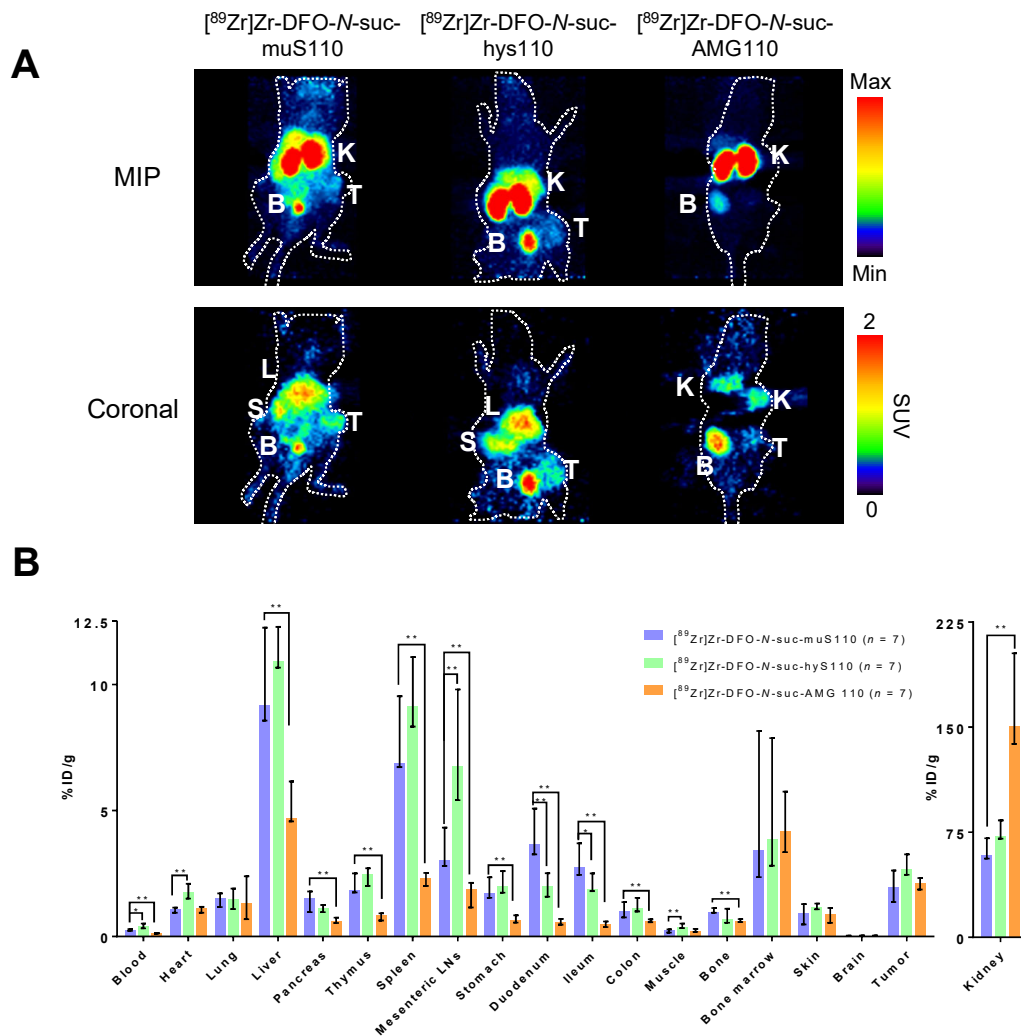 A
[⁸⁹Zr]Zr-DFO-N-suc-muS110
[⁸⁹Zr]Zr-DFO-N-suc-hys110
[⁸⁹Zr]Zr-DFO-N-suc-AMG110
MIP
K
T
B
K
T
B
K
B
Max
Min
Coronal
L
S
T
B
L
S
T
B
K
K
T
B
2
SUV
0
B
% ID/g
12.5
10
5
0
[⁸⁹Zr]Zr-DFO-N-suc-muS110 (n = 7)
[⁸⁹Zr]Zr-DFO-N-suc-hyS110 (n = 7)
[⁸⁹Zr]Zr-DFO-N-suc-AMG 110 (n = 7)
**
*
**
**
**
**
**
**
**
**
**
**
**
*
**
**
**
Blood
Heart
Lung
Liver
Pancreas
Thymus
Spleen
Mesenteric LNs
Stomach
Duodenum
Ileum
Colon
Muscle
Bone
Bone marrow
Skin
Brain
Tumor
% ID/g
225
150
75
0
**
Kidney